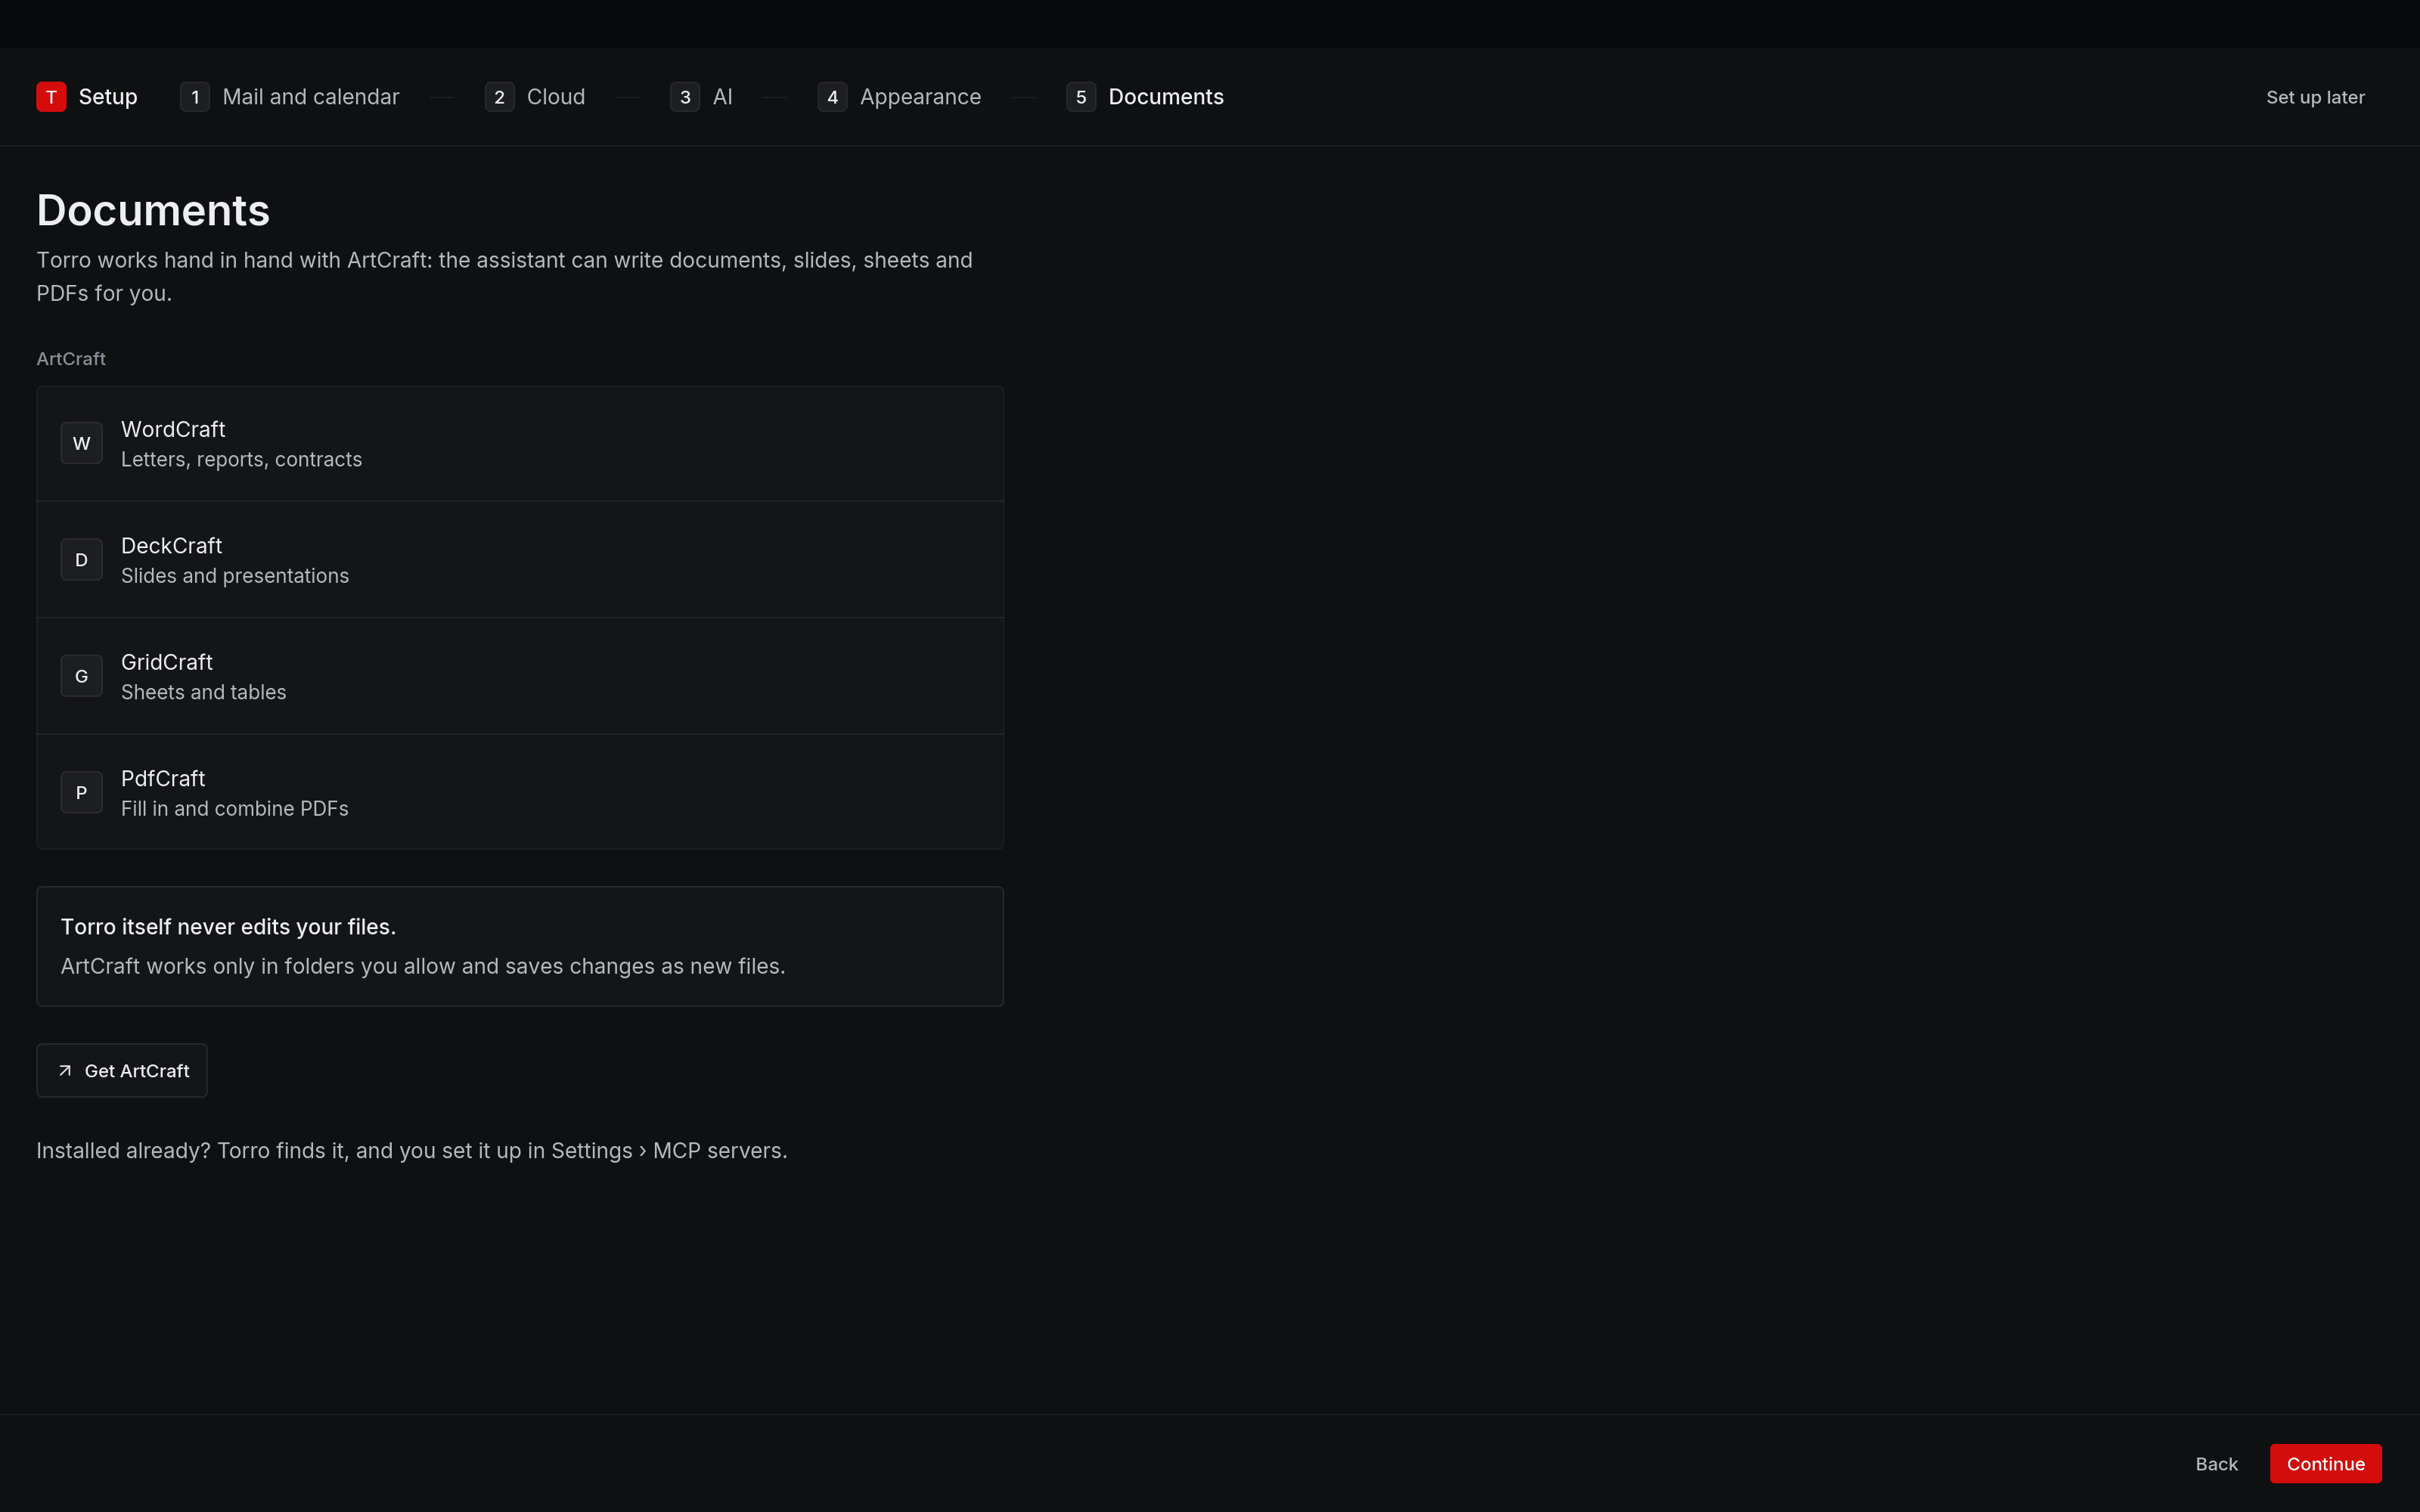 T Setup 1 Mail and calendar 2 Cloud 3 AI 4 Appearance 5 Documents Set up later
Documents
Torro works hand in hand with ArtCraft: the assistant can write documents, slides, sheets and
PDFs for you.
ArtCraft
W
WordCraft
Letters, reports, contracts
D
DeckCraft
Slides and presentations
G
GridCraft
Sheets and tables
P
PdfCraft
Fill in and combine PDFs
Torro itself never edits your files.
ArtCraft works only in folders you allow and saves changes as new files.
Get ArtCraft
Installed already? Torro finds it, and you set it up in Settings › MCP servers.
Back Continue